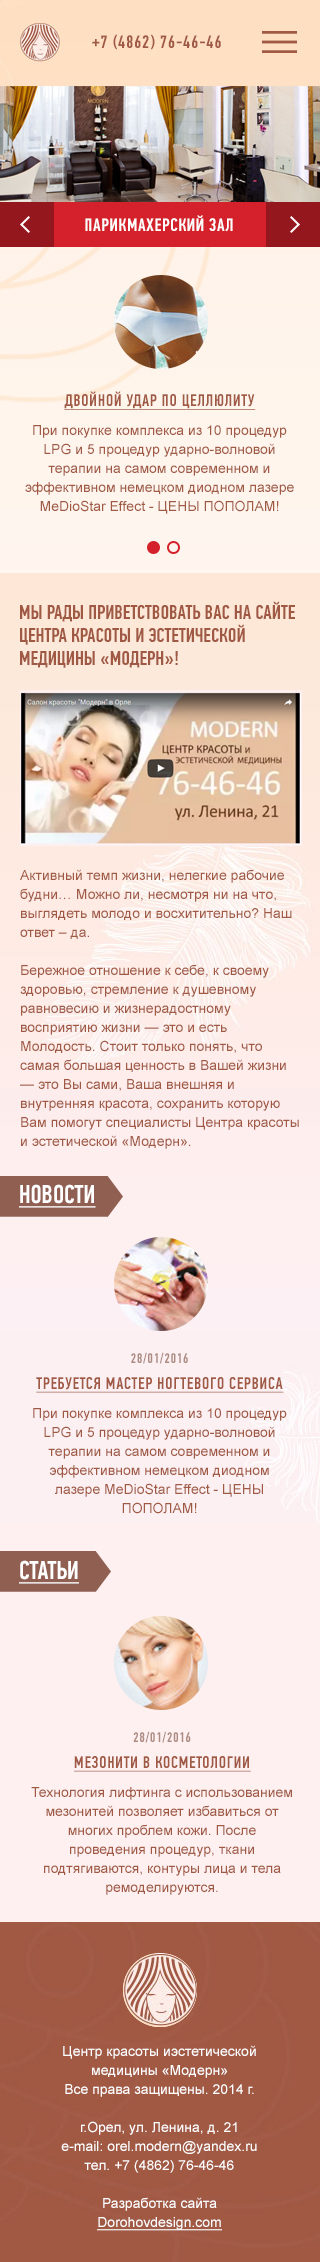 +7 (4862) 76-46-46
MODERN
ПАРИКМАХЕРСКИЙ ЗАЛ
ДВОЙНОЙ УДАР ПО ЦЕЛЛЮЛИТУ
При покупке комплекса из 10 процедур
LPG и 5 процедур ударно-волновой
терапии на самом современном и
эффективном немецком диодном лазере
MeDioStar Effect - ЦЕНЫ ПОПОЛАМ!
МЫ РАДЫ ПРИВЕТСТВОВАТЬ ВАС НА САЙТЕ
ЦЕНТРА КРАСОТЫ И ЭСТЕТИЧЕСКОЙ
МЕДИЦИНЫ «МОДЕРН»!
Салон красоты "Модерн" в Орле
MODERN
ЦЕНТР КРАСОТЫ и
ЭСТЕТИЧЕСКОЙ МЕДИЦИНЫ
76-46-46
ул. Ленина, 21
Активный темп жизни, нелегкие рабочие
будни… Можно ли, несмотря ни на что,
выглядеть молодо и восхитительно? Наш
ответ – да.
Бережное отношение к себе, к своему
здоровью, стремление к душевному
равновесию и жизнерадостному
восприятию жизни — это и есть
Молодость. Стоит только понять, что
самая большая ценность в Вашей жизни
— это Вы сами, Ваша внешняя и
внутренняя красота, сохранить которую
Вам помогут специалисты Центра красоты
и эстетической «Модерн».
НОВОСТИ
28/01/2016
ТРЕБУЕТСЯ МАСТЕР НОГТЕВОГО СЕРВИСА
При покупке комплекса из 10 процедур
LPG и 5 процедур ударно-волновой
терапии на самом современном и
эффективном немецком диодном
лазере MeDioStar Effect - ЦЕНЫ
ПОПОЛАМ!
СТАТЬИ
28/01/2016
МЕЗОНИТИ В КОСМЕТОЛОГИИ
Технология лифтинга с использованием
мезонитей позволяет избавиться от
многих проблем кожи. После
проведения процедур, ткани
подтягиваются, контуры лица и тела
ремоделируются.
Центр красоты иэстетической
медицины «Модерн»
Все права защищены. 2014 г.
г.Орел, ул. Ленина, д. 21
e-mail: orel.modern@yandex.ru
тел. +7 (4862) 76-46-46
Разработка сайта
Dorohovdesign.com